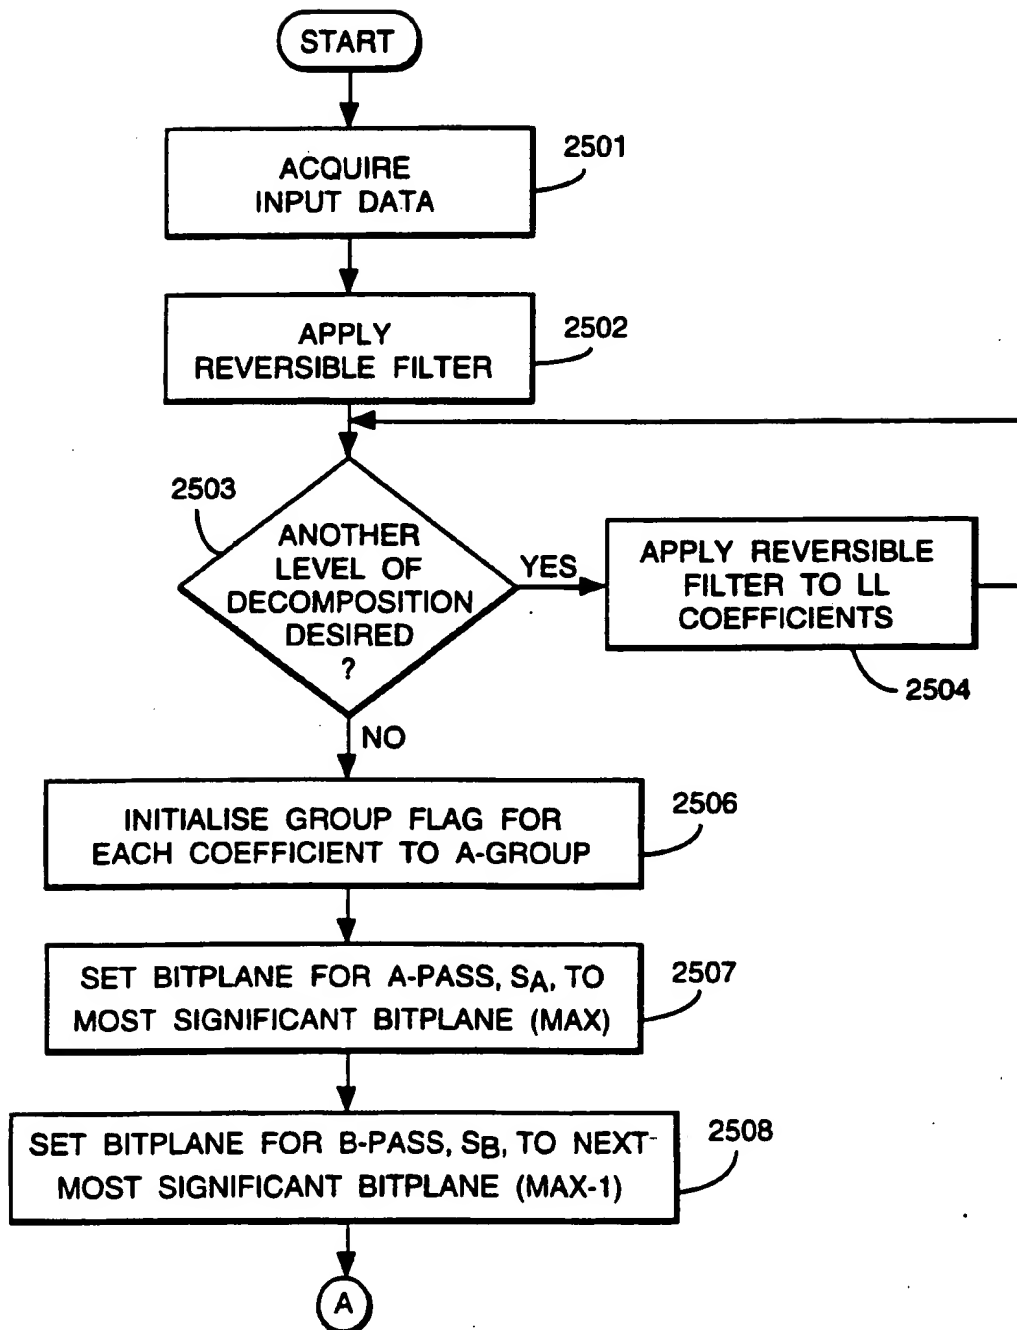 START
ACQUIRE
INPUT DATA
2501
APPLY
REVERSIBLE FILTER
2502
2503
ANOTHER
LEVEL OF
DECOMPOSITION
DESIRED
?
YES
APPLY REVERSIBLE
FILTER TO LL
COEFFICIENTS
2504
NO
INITIALISE GROUP FLAG FOR
EACH COEFFICIENT TO A-GROUP
2506
SET BITPLANE FOR A-PASS, SA, TO
MOST SIGNIFICANT BITPLANE (MAX)
2507
SET BITPLANE FOR B-PASS, SB, TO NEXT-
MOST SIGNIFICANT BITPLANE (MAX-1)
2508
A